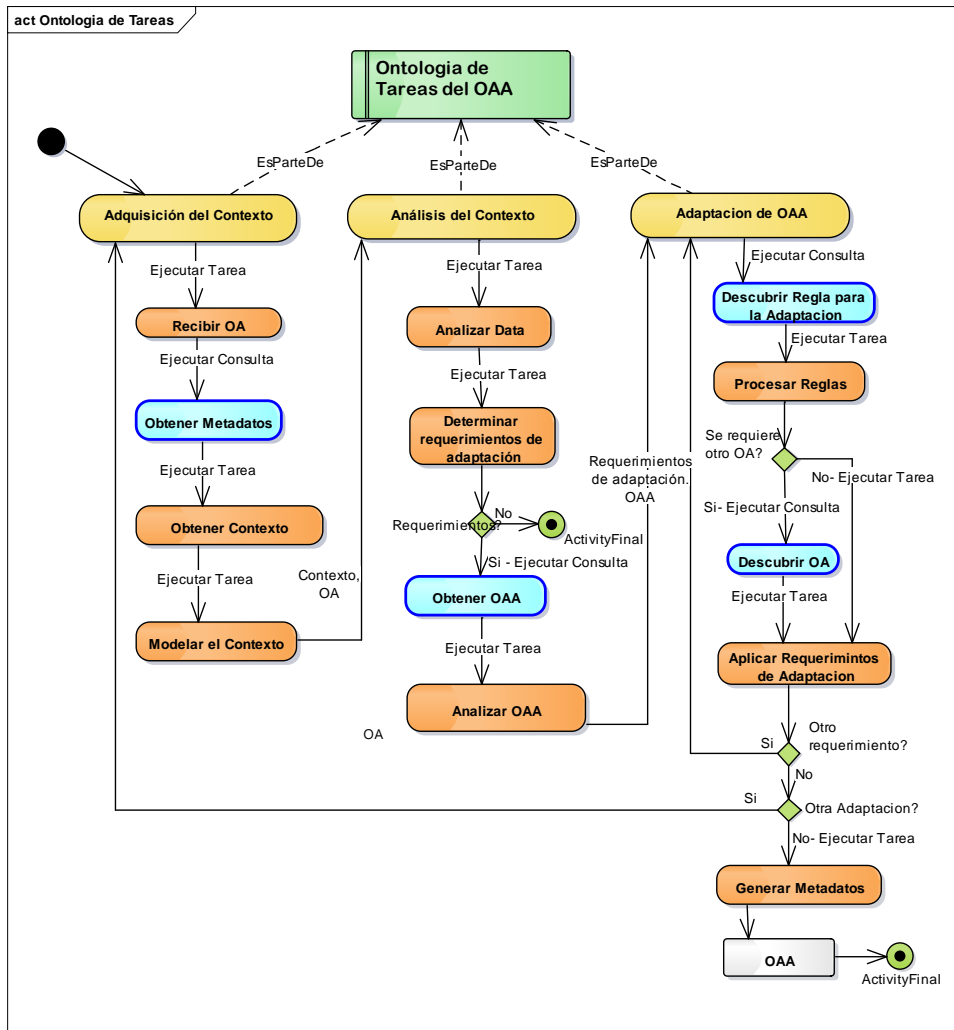 act Ontologia de Tareas
Ontologia de
Tareas del OAA
EsParteDe
EsParteDe
EsParteDe
Adquisición del Contexto
Ejecutar Tarea
Recibir OA
Ejecutar Consulta
Obtener Metadatos
Ejecutar Tarea
Obtener Contexto
Ejecutar Tarea
Modelar el Contexto
Contexto,
OA
Análisis del Contexto
Ejecutar Tarea
Analizar Data
Ejecutar Tarea
Determinar
requerimientos de
adaptación
Requerimientos?
No
ActivityFinal
Si - Ejecutar Consulta
Obtener OAA
Ejecutar Tarea
Analizar OAA
OA
Requerimientos
de adaptación.
OAA
Adaptacion de OAA
Ejecutar Consulta
Descubrir Regla para
la Adaptacion
Ejecutar Tarea
Procesar Reglas
Se requiere
otro OA?
No- Ejecutar Tarea
Si- Ejecutar Consulta
Descubrir OA
Ejecutar Tarea
Aplicar Requerimintos
de Adaptacion
Otro
requerimiento?
Si
No
Si
Otra Adaptacion?
No- Ejecutar Tarea
Generar Metadatos
OAA
ActivityFinal